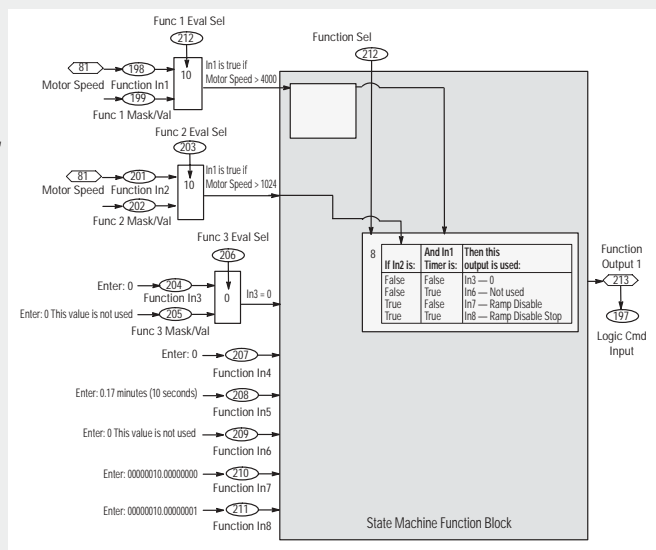 Func 1 Eval Sel
212
81
198
Motor Speed
Function In1
199
Func 1 Mask/Val
10
In1 is true if
Motor Speed > 4000
Function Sel
212
Func 2 Eval Sel
203
81
201
Motor Speed
Function In2
202
Func 2 Mask/Val
10
In1 is true if
Motor Speed > 1024
Func 3 Eval Sel
206
Enter: 0
204
Function In3
Enter: 0 This value is not used
205
Func 3 Mask/Val
0
In3 = 0
8
And In1
Then this
If In2 is:
Timer is:
output is used:
False
False
In3 — 0
False
True
In6 — Not used
True
False
In7 — Ramp Disable
True
True
In8 — Ramp Disable Stop
Function
Output 1
213
197
Logic Cmd
Input
Enter: 0
207
Function In4
Enter: 0.17 minutes (10 seconds)
208
Function In5
Enter: 0 This value is not used
209
Function In6
Enter: 00000010.00000000
210
Function In7
Enter: 00000010.00000001
211
Function In8
State Machine Function Block